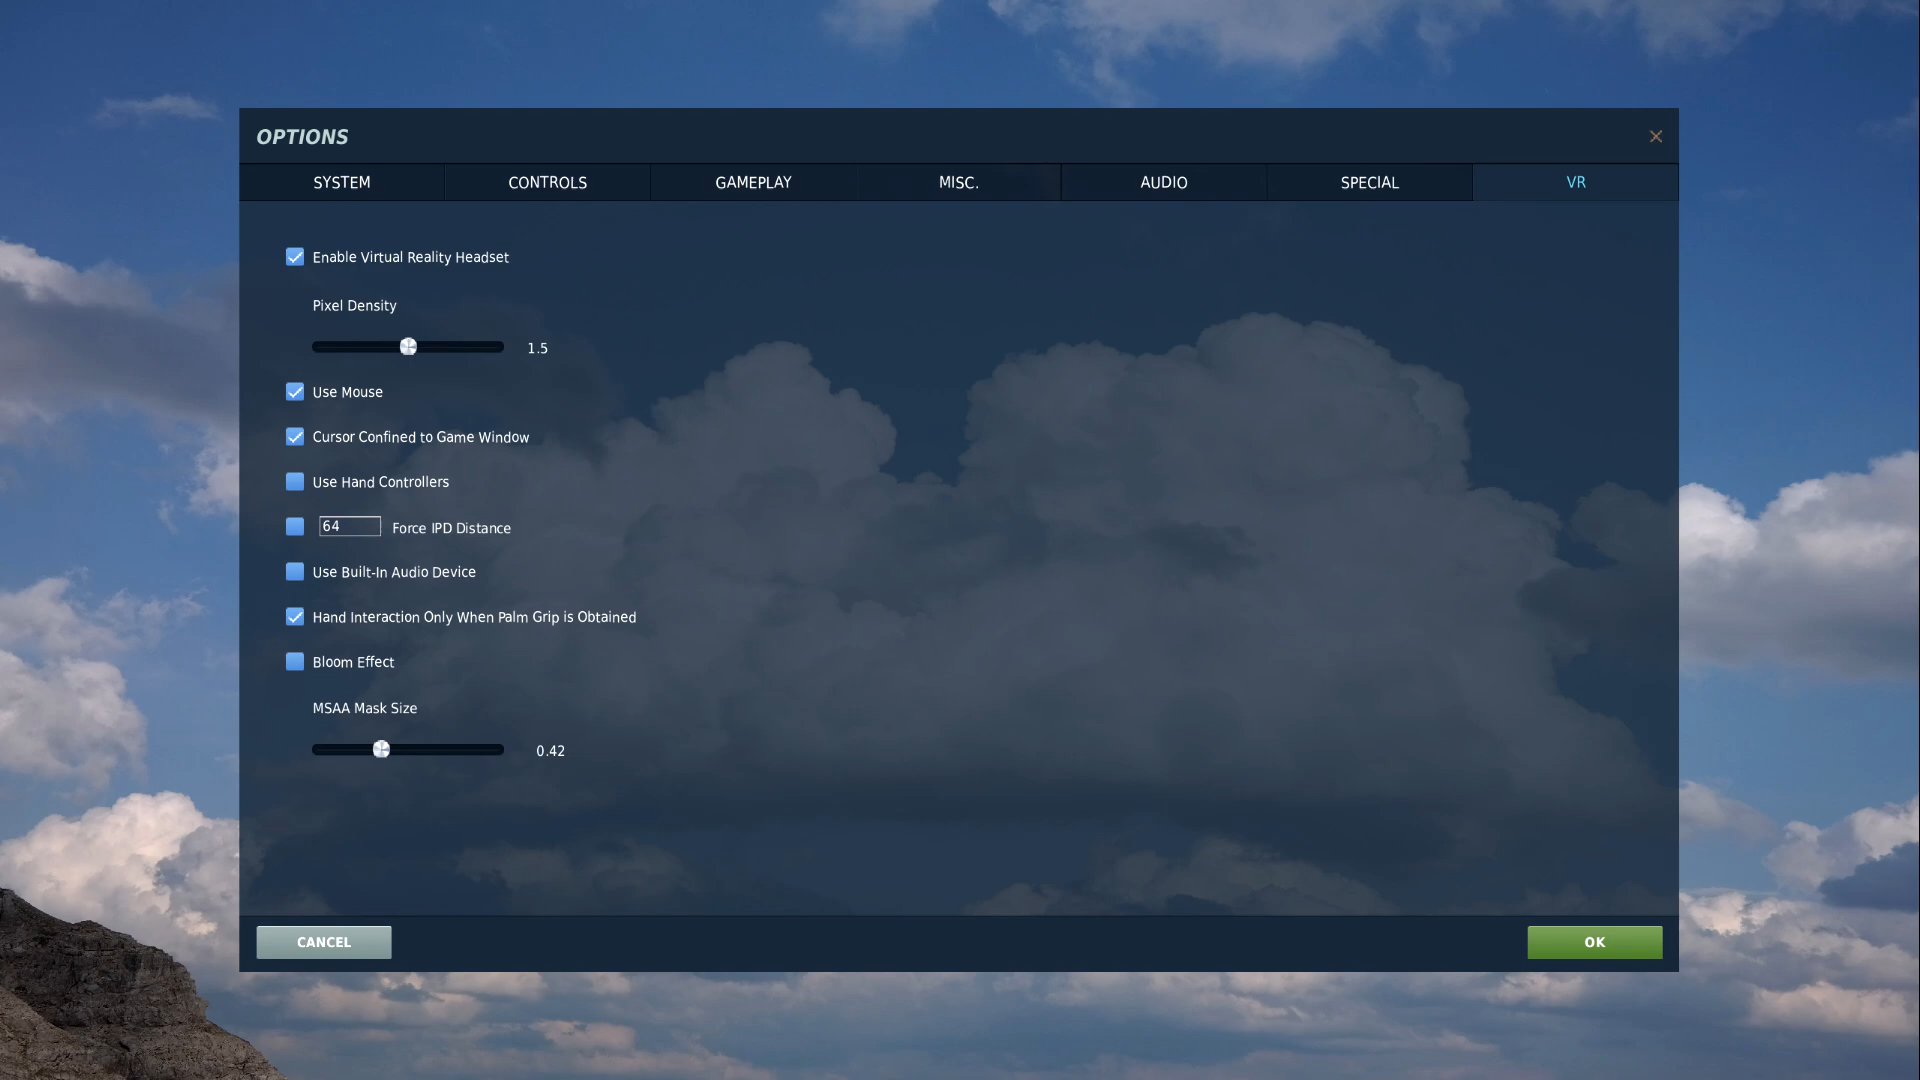 OPTIONS
SYSTEM CONTROLS GAMEPLAY MISC. AUDIO SPECIAL VR
Enable Virtual Reality Headset
Pixel Density
1.5
Use Mouse
Cursor Confined to Game Window
Use Hand Controllers
64 Force IPD Distance
Use Built-In Audio Device
Hand Interaction Only When Palm Grip is Obtained
Bloom Effect
MSAA Mask Size
0.42
CANCEL OK